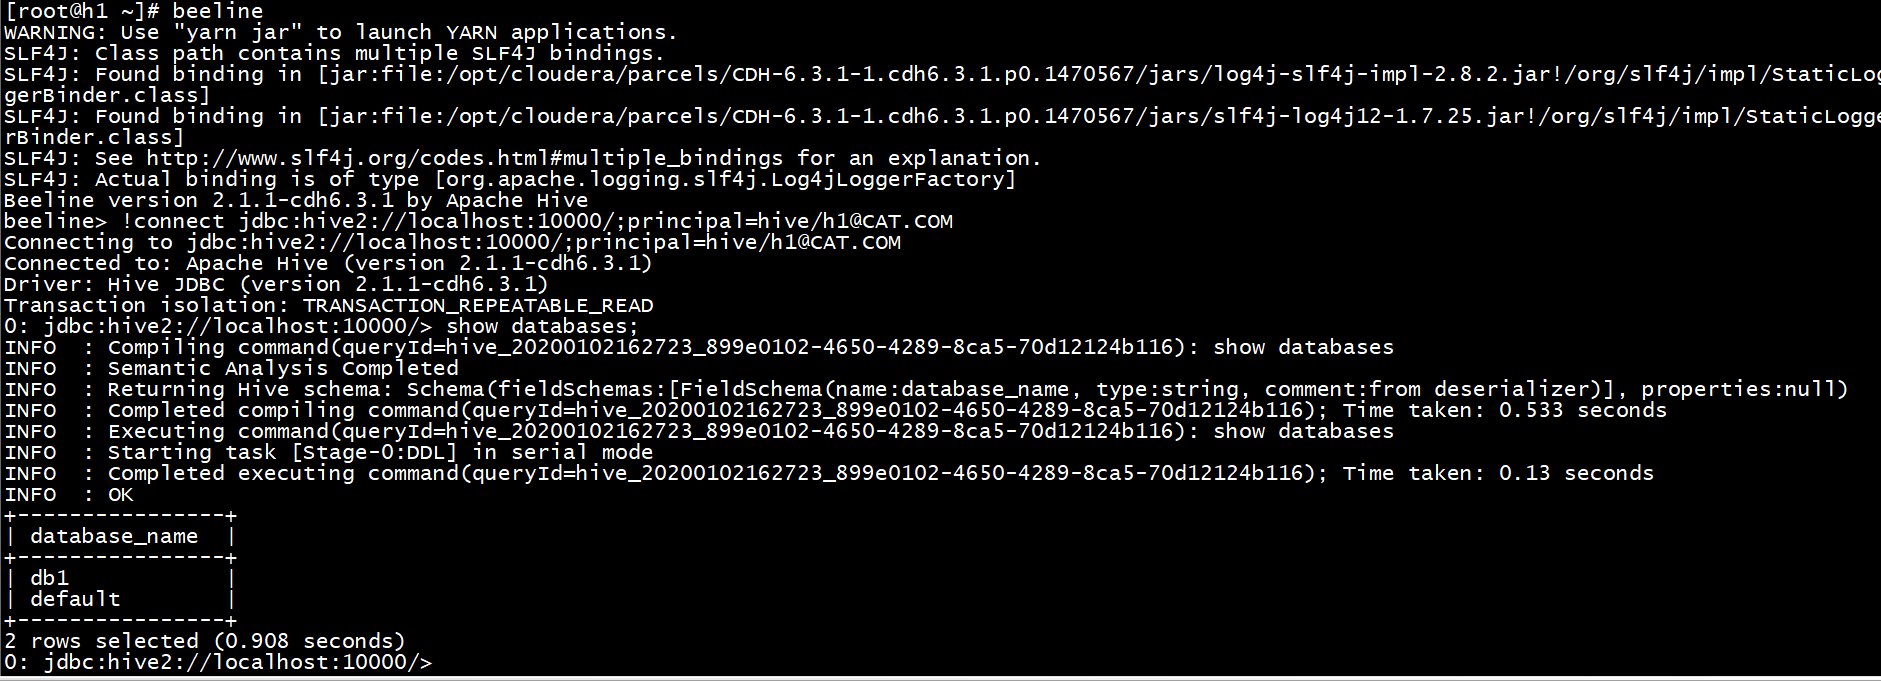 [root@h1 ~]# beeline
WARNING: Use "yarn jar" to launch YARN applications.
SLF4J: Class path contains multiple SLF4J bindings.
SLF4J: Found binding in [jar:file:/opt/cloudera/parcels/CDH-6.3.1-1.cdh6.3.1.p0.1470567/jars/log4j-slf4j-impl-2.8.2.jar!/org/slf4j/impl/StaticLog
gerBinder.class]
SLF4J: Found binding in [jar:file:/opt/cloudera/parcels/CDH-6.3.1-1.cdh6.3.1.p0.1470567/jars/slf4j-log4j12-1.7.25.jar!/org/slf4j/impl/StaticLogge
rBinder.class]
SLF4J: See http://www.slf4j.org/codes.html#multiple_bindings for an explanation.
SLF4J: Actual binding is of type [org.apache.logging.slf4j.Log4jLoggerFactory]
Beeline version 2.1.1-cdh6.3.1 by Apache Hive
beeline> !connect jdbc:hive2://localhost:10000/;principal=hive/h1@CAT.COM
Connecting to jdbc:hive2://localhost:10000/;principal=hive/h1@CAT.COM
Connected to: Apache Hive (version 2.1.1-cdh6.3.1)
Driver: Hive JDBC (version 2.1.1-cdh6.3.1)
Transaction isolation: TRANSACTION_REPEATABLE_READ
0: jdbc:hive2://localhost:10000/> show databases;
INFO  : Compiling command(queryId=hive_20200102162723_899e0102-4650-4289-8ca5-70d12124b116): show databases
INFO  : Semantic Analysis Completed
INFO  : Returning Hive schema: Schema(fieldSchemas:[FieldSchema(name:database_name, type:string, comment:from deserializer)], properties:null)
INFO  : Completed compiling command(queryId=hive_20200102162723_899e0102-4650-4289-8ca5-70d12124b116); Time taken: 0.533 seconds
INFO  : Executing command(queryId=hive_20200102162723_899e0102-4650-4289-8ca5-70d12124b116): show databases
INFO  : Starting task [Stage-0:DDL] in serial mode
INFO  : Completed executing command(queryId=hive_20200102162723_899e0102-4650-4289-8ca5-70d12124b116); Time taken: 0.13 seconds
INFO  : OK
+----------------+
| database_name  |
+----------------+
| db1            |
| default        |
+----------------+
2 rows selected (0.908 seconds)
0: jdbc:hive2://localhost:10000/>